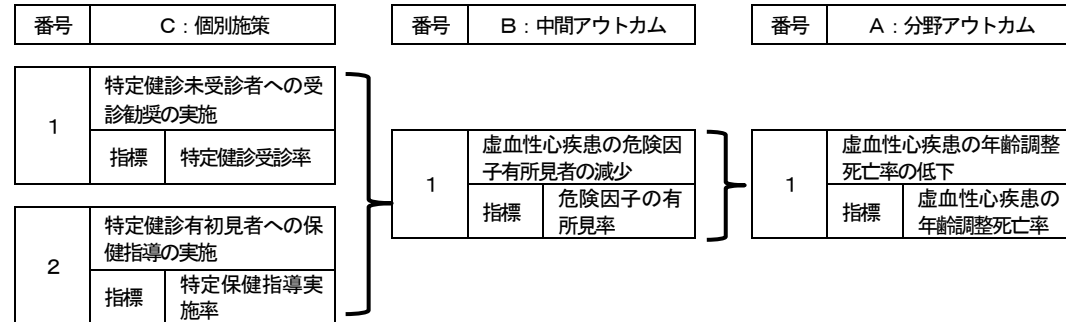 番号 C：個別施策
番号 B：中間アウトカム
番号 A：分野アウトカム
1
特定健診未受診者への受
診勧奨の実施
指標 特定健診受診率
2
特定健診有初見者への保
健指導の実施
指標
特定保健指導実
施率
1
虚血性心疾患の危険因
子有所見者の減少
指標
危険因子の有
所見率
1
虚血性心疾患の年齢調整
死亡率の低下
指標
虚血性心疾患の
年齢調整死亡率